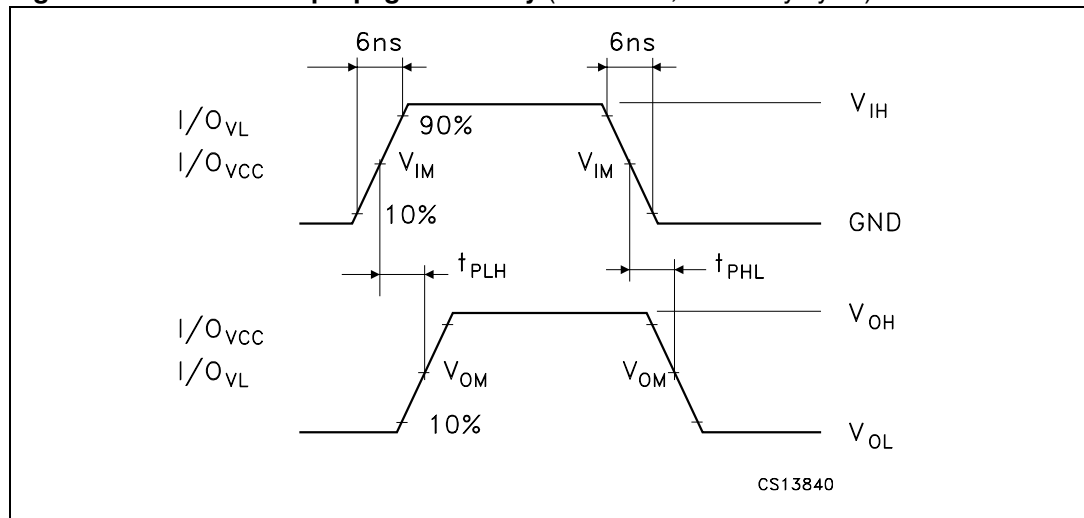 6ns 6ns
I/O_VL 90% V_IH
I/O_VCC V_IM V_IM
10% GND
t_PLH t_PHL
I/O_VCC V_OH
I/O_VL V_OM V_OM
10% V_OL
CS13840